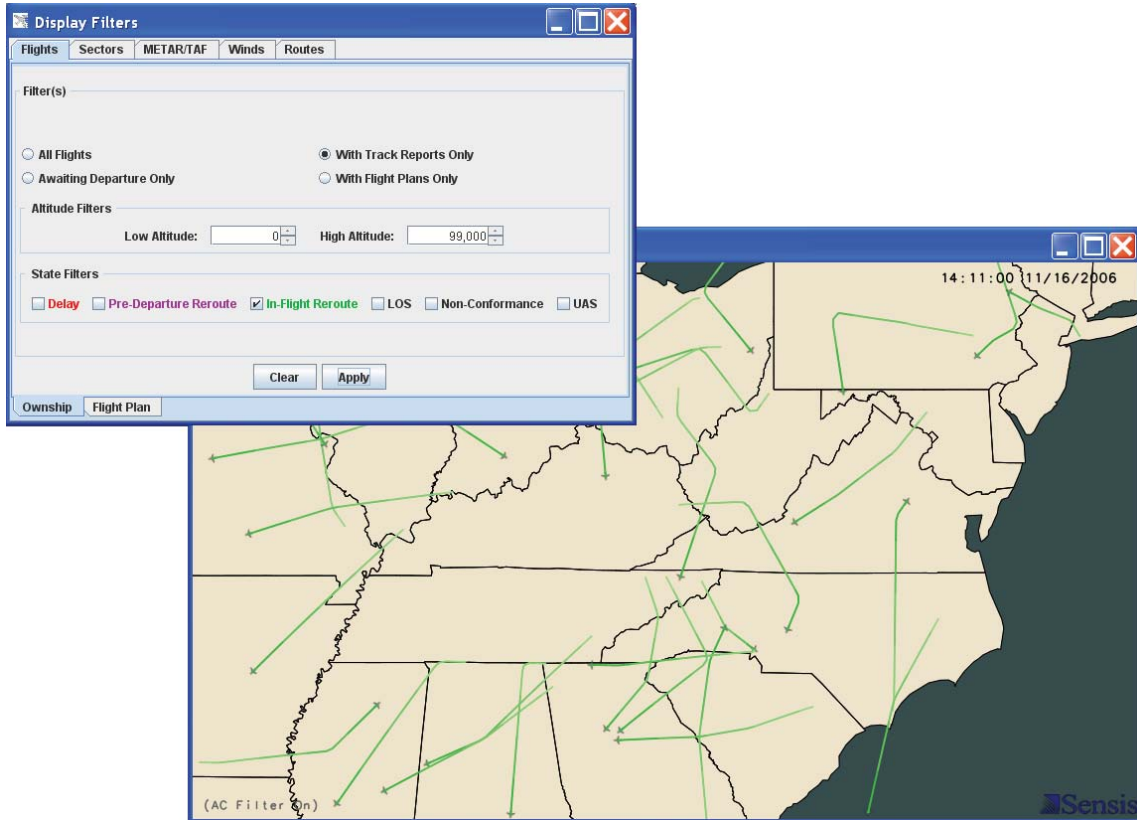 Display Filters
Flights Sectors METAR/TAF Winds Routes
Filter(s)
All Flights With Track Reports Only
Awaiting Departure Only With Flight Plans Only
Altitude Filters
Low Altitude: 0 High Altitude: 99,000
State Filters
Delay Pre-Departure Reroute In-Flight Reroute LOS Non-Conformance UAS
Clear Apply
Ownship Flight Plan
14:11:00 11/16/2006
(AC Filter On)
Sensis